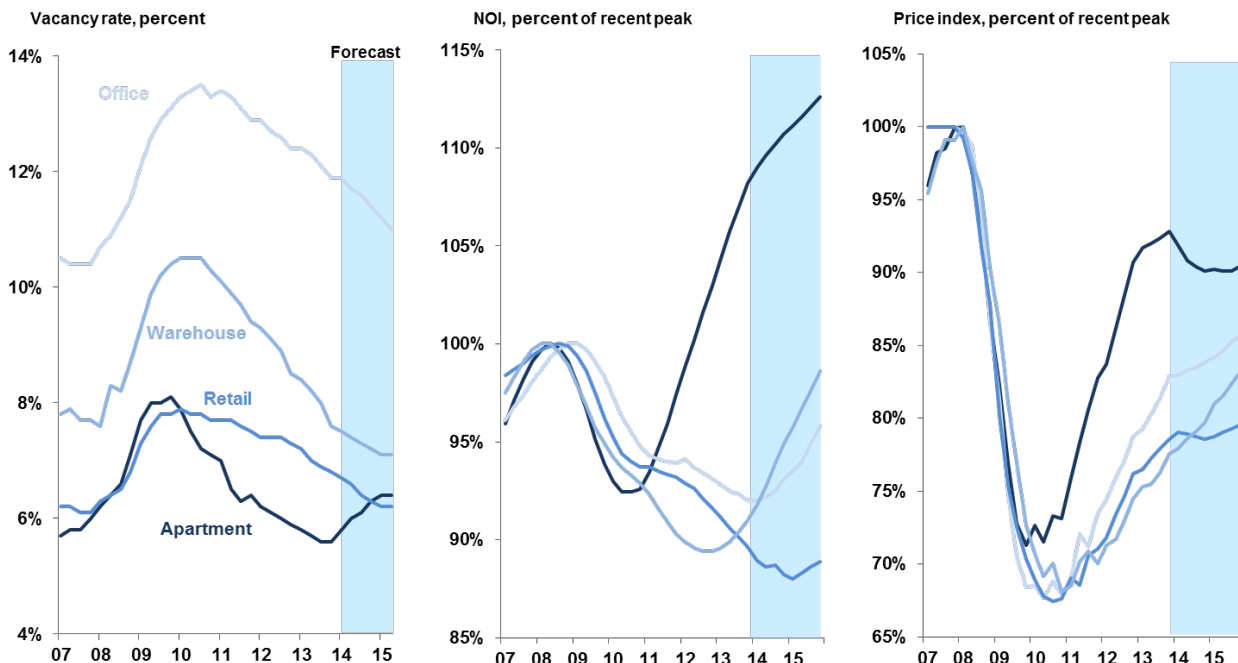 Vacancy rate, percent
NOI, percent of recent peak
Price index, percent of recent peak
14%
12%
10%
8%
6%
4%
Forecast
Office
Warehouse
Retail
Apartment
07 08 09 10 11 12 13 14 15
115%
110%
105%
100%
95%
90%
85%
07 08 09 10 11 12 13 14 15
105%
100%
95%
90%
85%
80%
75%
70%
65%
07 08 09 10 11 12 13 14 15